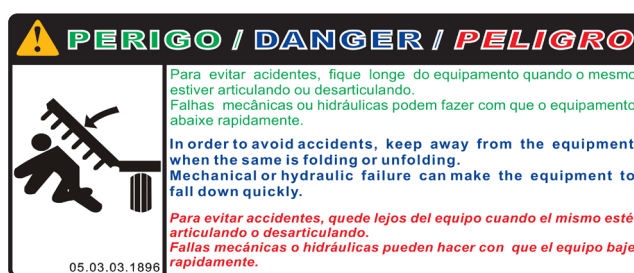 PERIGO / DANGER / PELIGRO
Para evitar acidentes, fique longe do equipamento quando o mesmo
estiver articulando ou desarticulando.
Falhas mecânicas ou hidráulicas podem fazer com que o equipamento
abaixe rapidamente.
In order to avoid accidents, keep away from the equipment
when the same is folding or unfolding.
Mechanical or hydraulic failure can make the equipment to
fall down quickly.
Para evitar accidentes, quede lejos del equipo cuando el mismo esté
articulando o desarticulando.
Fallas mecánicas o hidráulicas pueden hacer con que el equipo baje
rapidamente.
05.03.03.1896